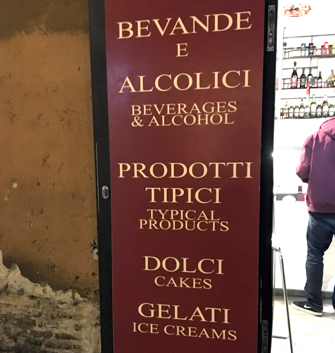 BEVANDE
E
ALCOLICI
BEVERAGES
& ALCOHOL
PRODOTTI
TIPICI
TYPICAL
PRODUCTS
DOLCI
CAKES
GELATI
ICE CREAMS